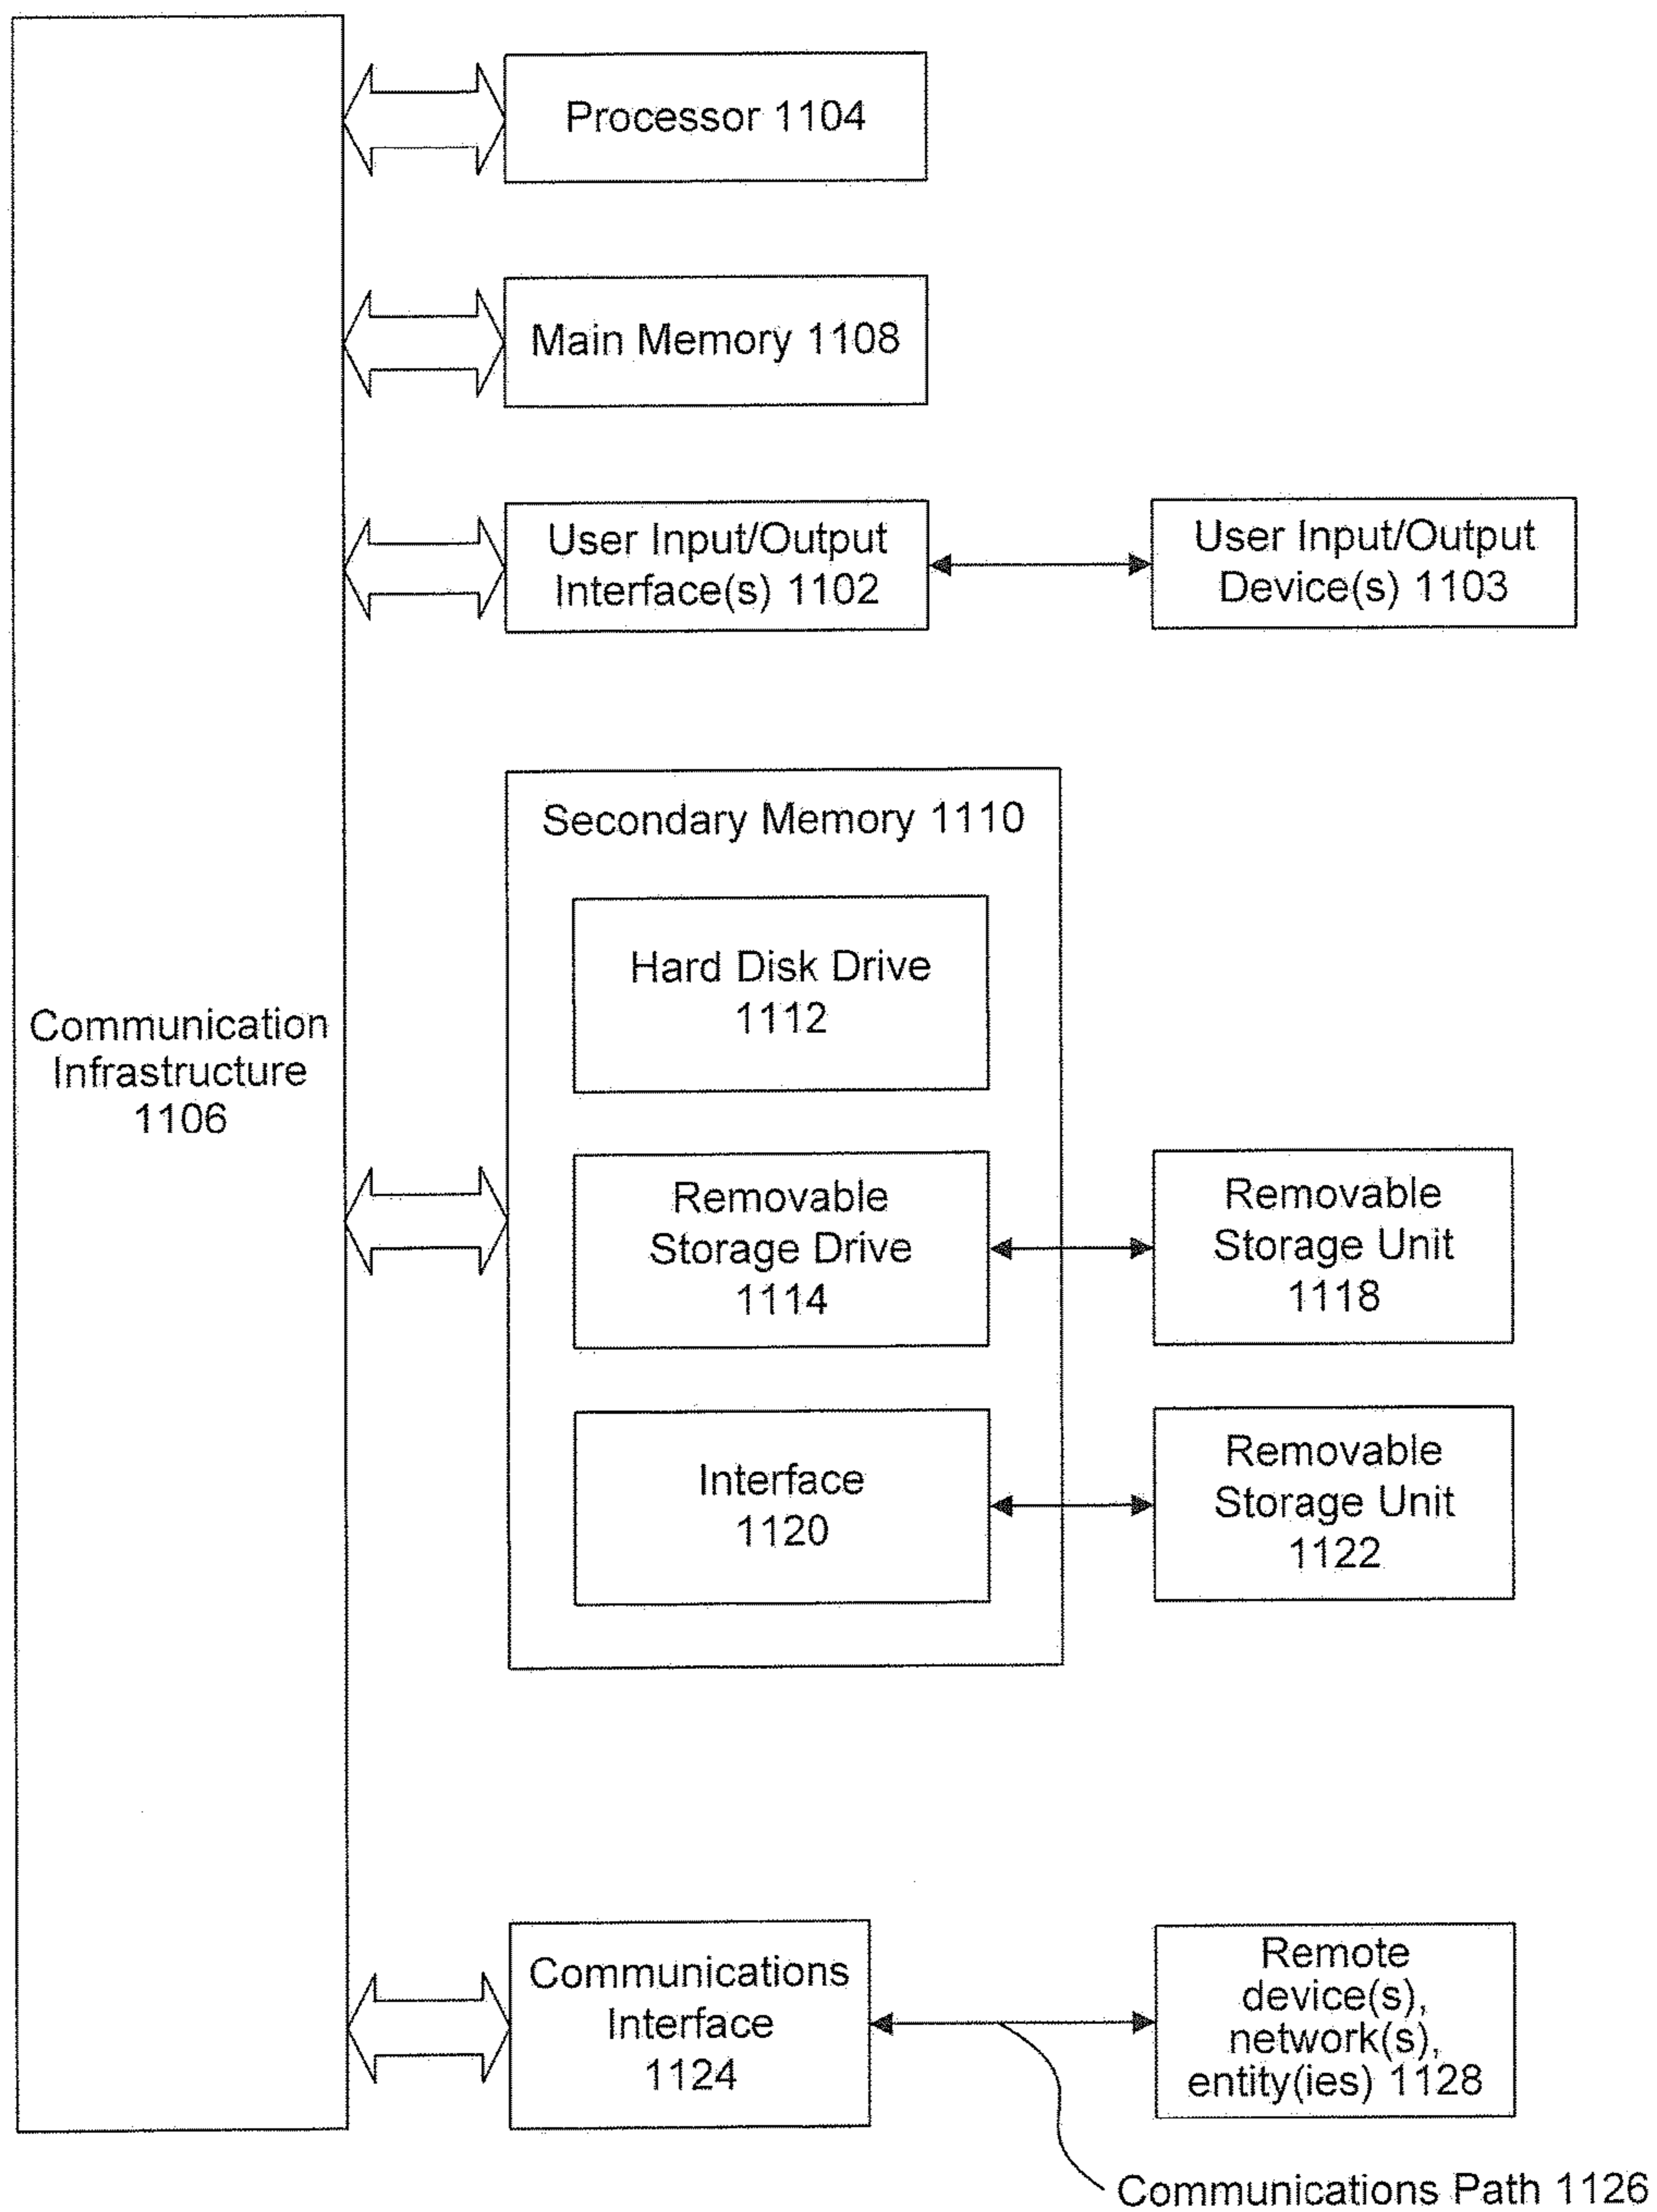 Processor 1104
Main Memory 1108
User Input/Output
Interface(s) 1102
User Input/Output
Device(s) 1103
Secondary Memory 1110
Hard Disk Drive
1112
Communication
Infrastructure
1106
Removable
Storage Drive
1114
Removable
Storage Unit
1118
Interface
1120
Removable
Storage Unit
1122
Communications
Interface
1124
Remote
device(s),
network(s),
entity(ies) 1128
Communications Path 1126